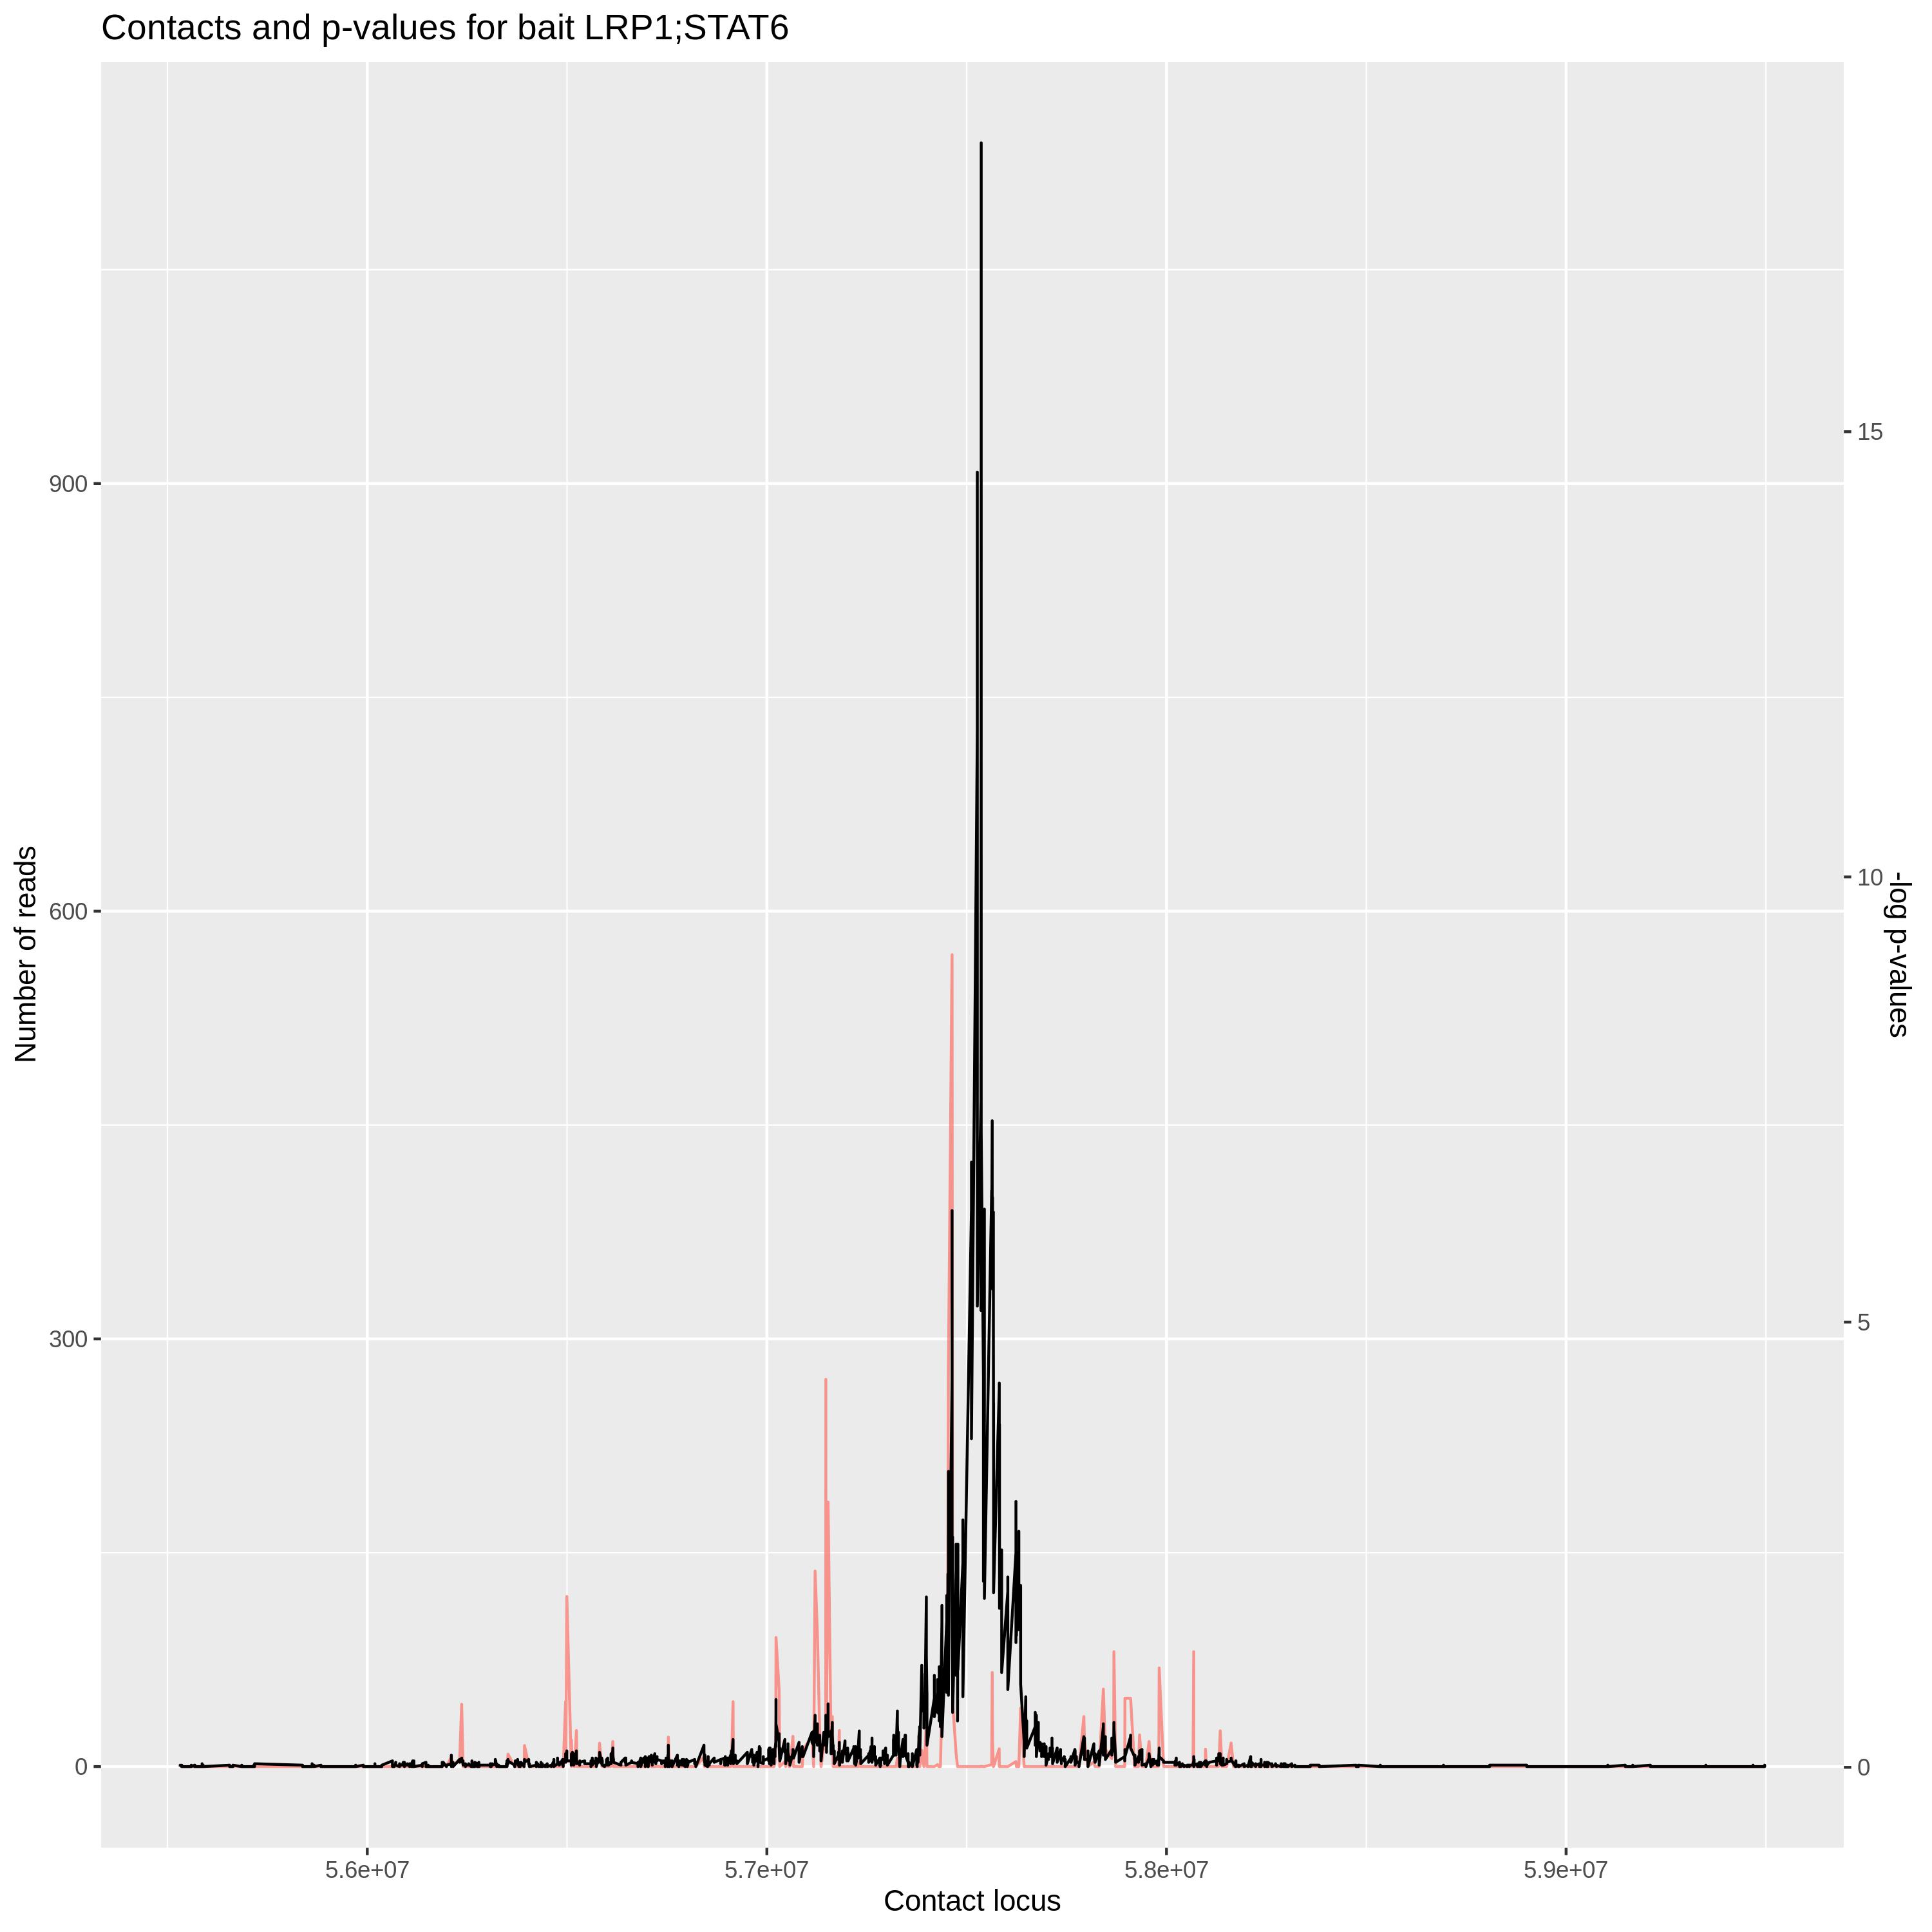 Contacts and p-values for bait LRP1;STAT6
Number of reads
900
600
300
0
15
10
5
0
-log p-values
5.6e+07
5.7e+07
5.8e+07
5.9e+07
Contact locus